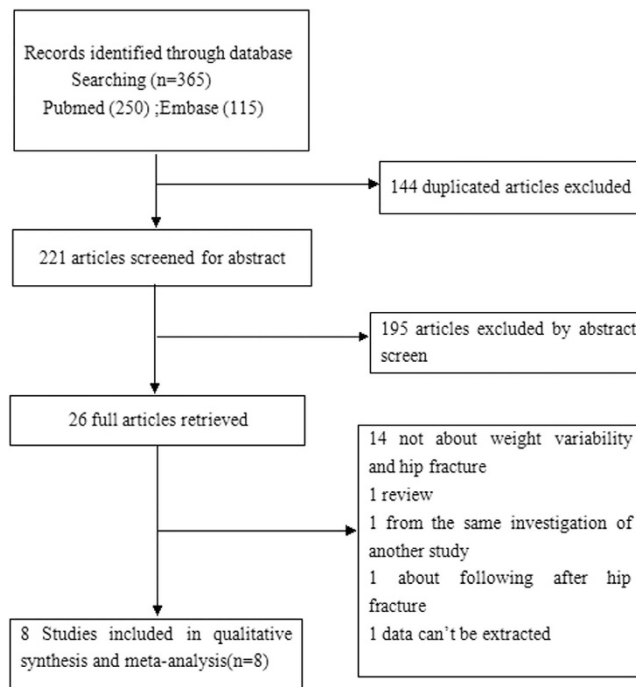 Records identified through database
Searching (n=365)
Pubmed (250) ;Embase (115)
144 duplicated articles excluded
221 articles screened for abstract
195 articles excluded by abstract
screen
26 full articles retrieved
14 not about weight variability
and hip fracture
1 review
1 from the same investigation of
another study
1 about following after hip
fracture
1 data can't be extracted
8 Studies included in qualitative
synthesis and meta-analysis(n=8)